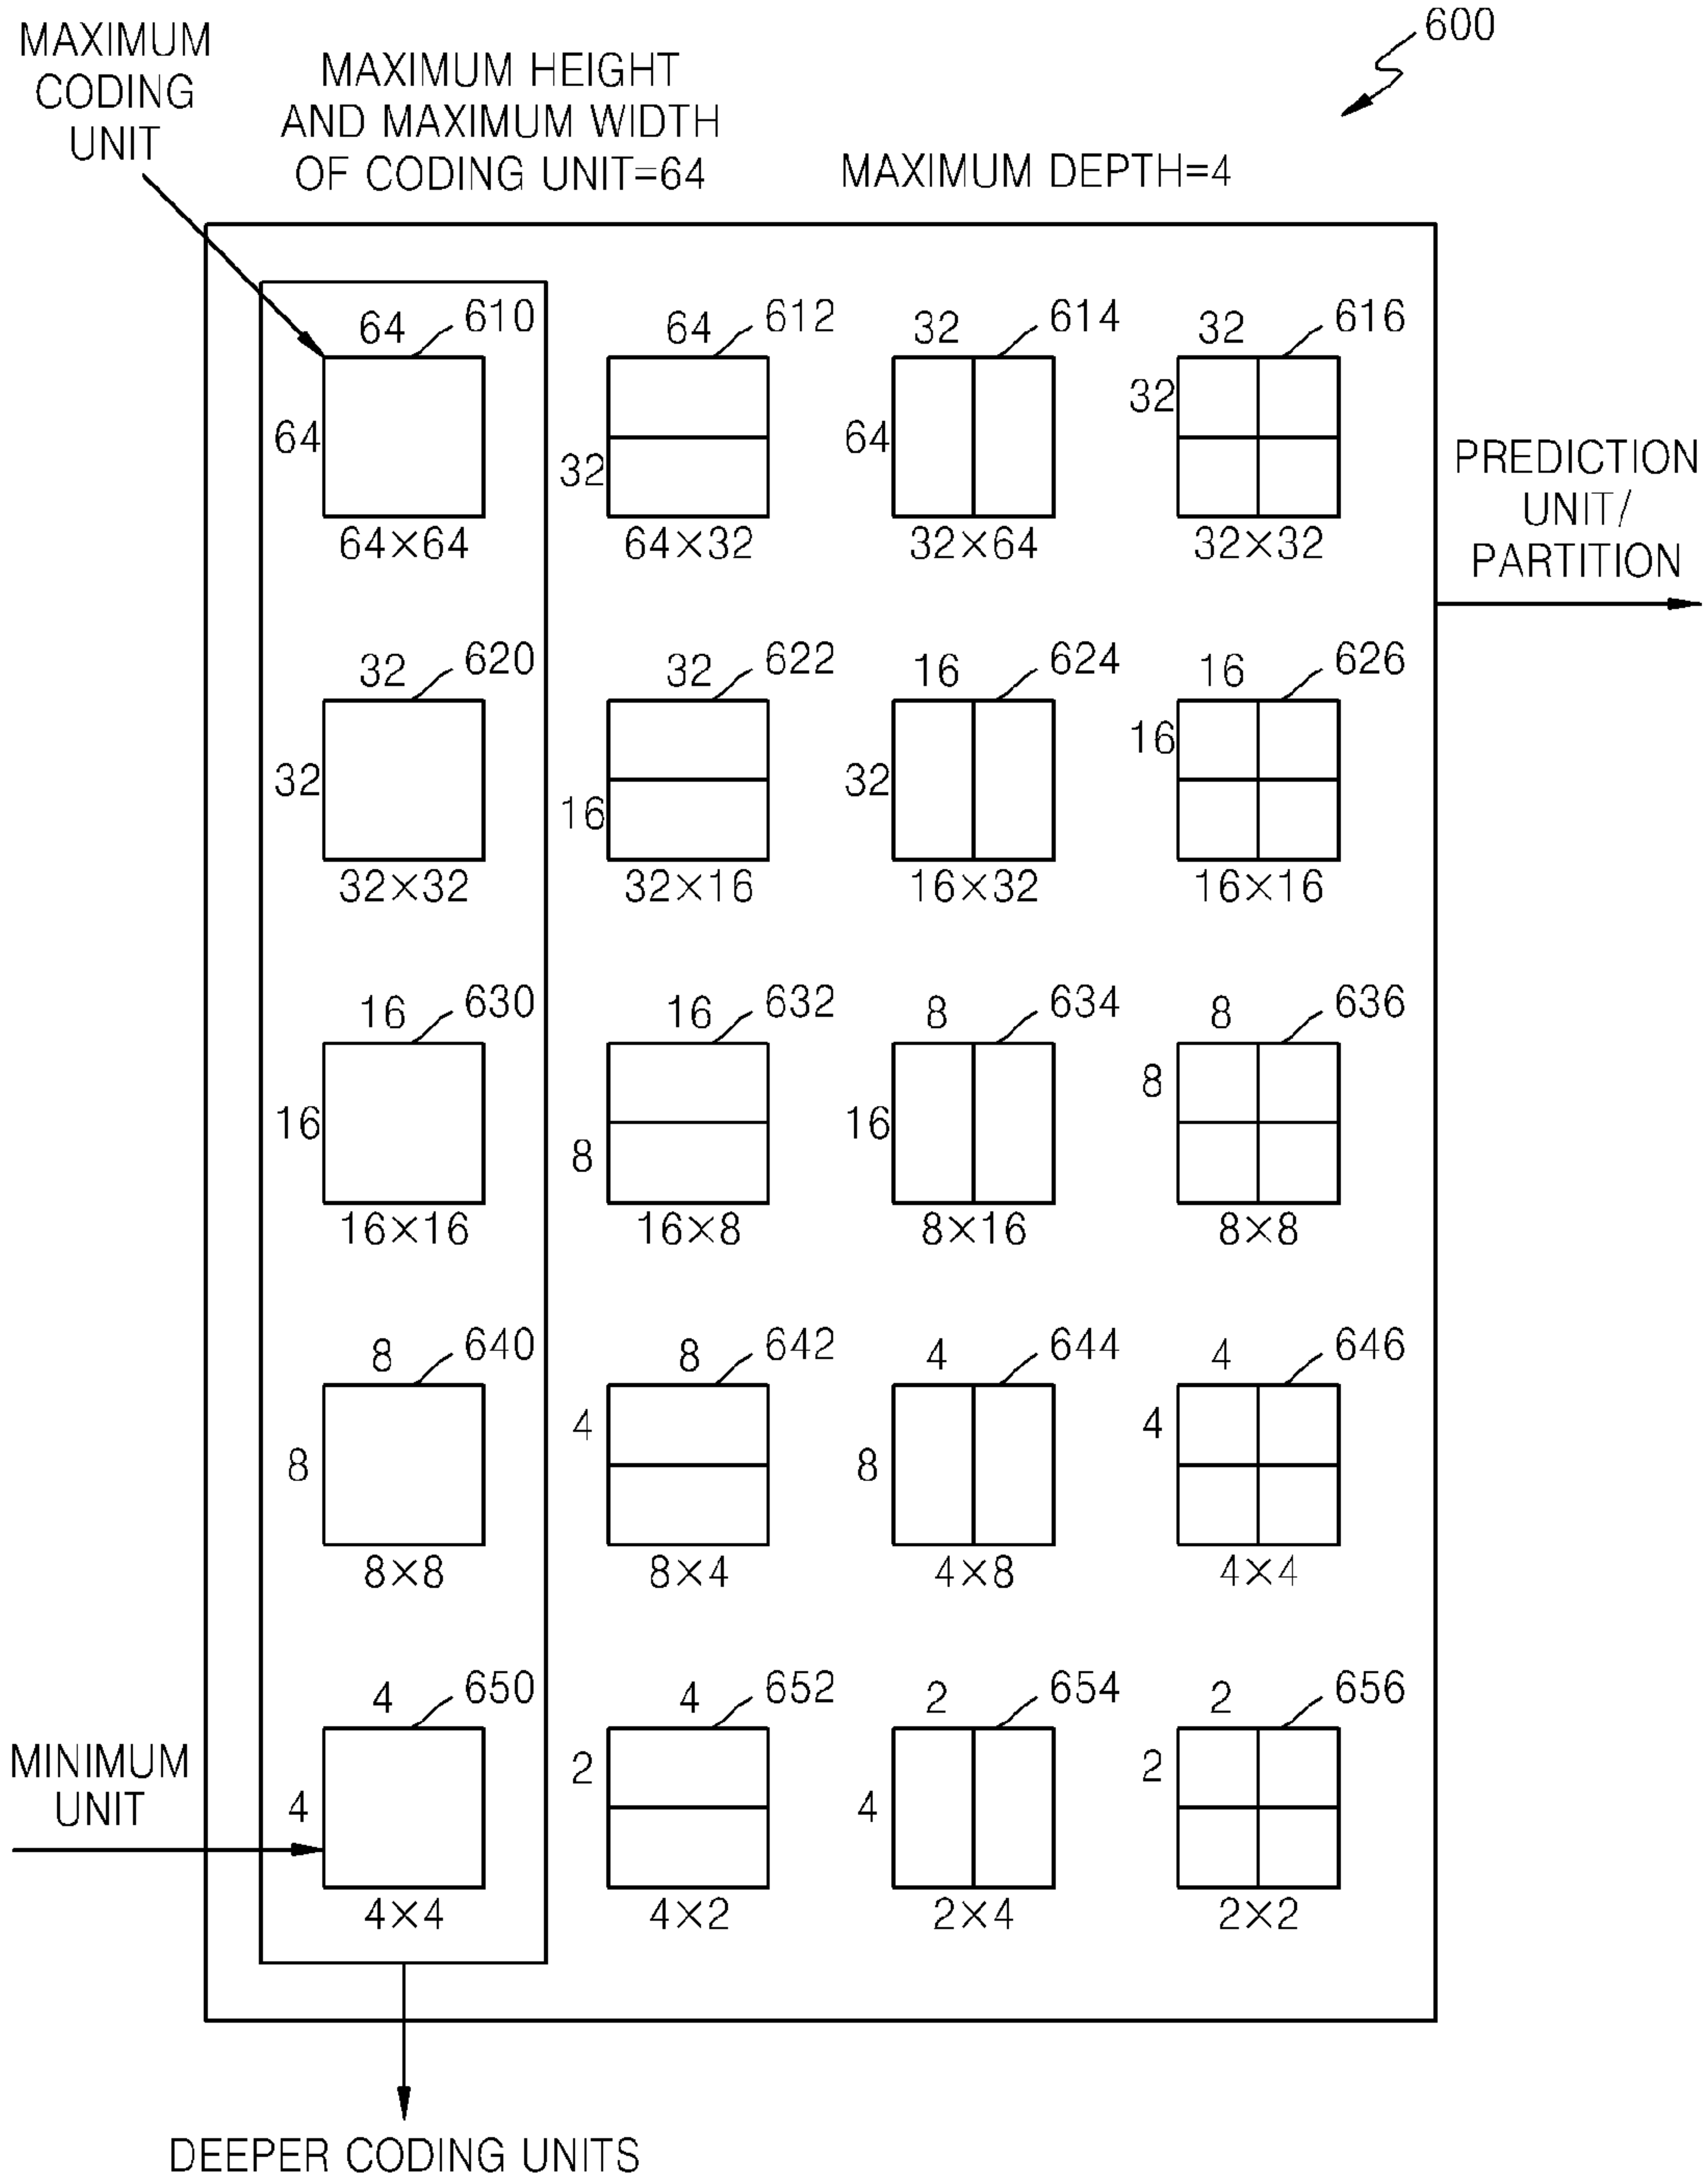 600
MAXIMUM
CODING
UNIT
MAXIMUM HEIGHT
AND MAXIMUM WIDTH
OF CODING UNIT=64
MAXIMUM DEPTH=4
64 610 64 612 32 614 32 616
64 32 64 32
64×64 64×32 32×64 32×32
PREDICTION
UNIT/
PARTITION
32 620 32 622 16 624 16 626
32 16 32 16
32×32 32×16 16×32 16×16
16 630 16 632 8 634 8 636
16 8 16 8
16×16 16×8 8×16 8×8
8 640 8 642 4 644 4 646
8 4 8 4
8×8 8×4 4×8 4×4
4 650 4 652 2 654 2 656
MINIMUM
UNIT
4 2 4 2
4×4 4×2 2×4 2×2
DEEPER CODING UNITS